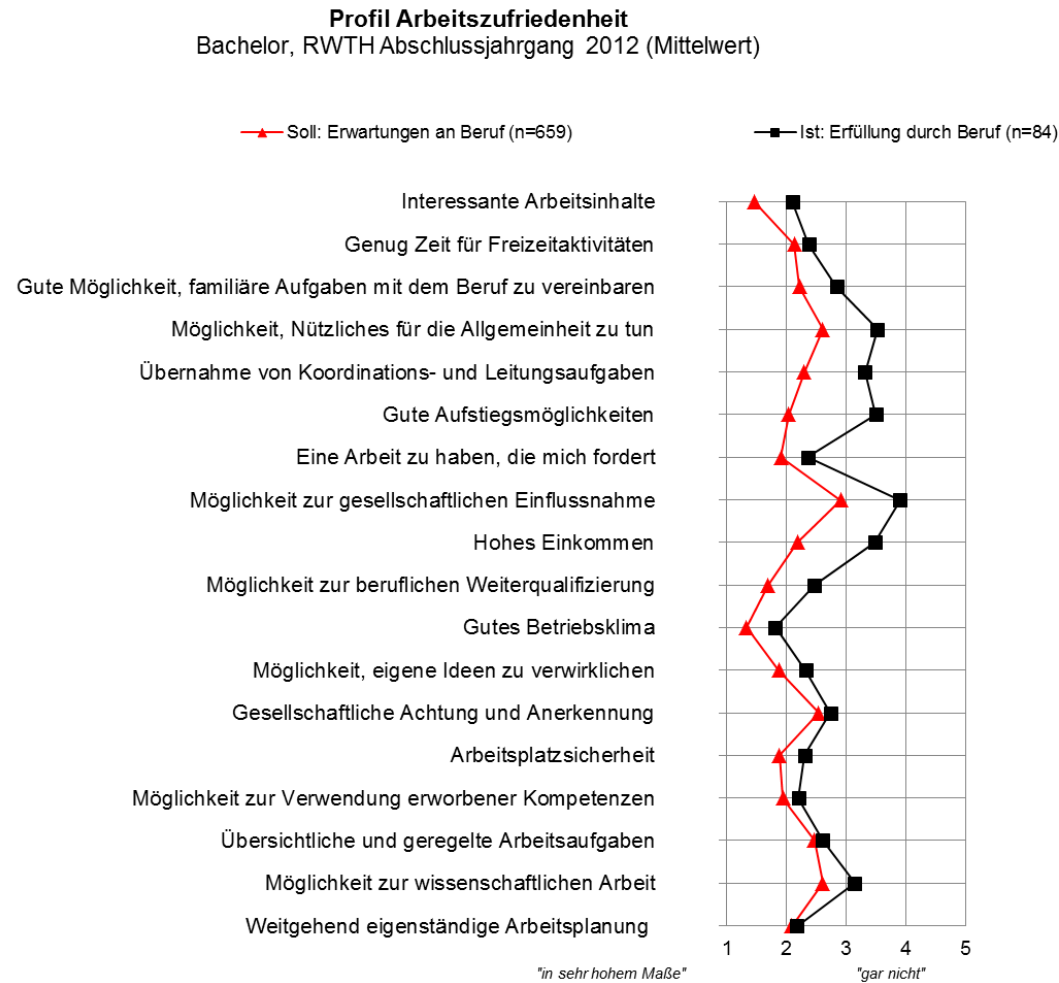 Profil Arbeitszufriedenheit
Bachelor, RWTH Abschlussjahrgang 2012 (Mittelwert)
Soll: Erwartungen an Beruf (n=659)
Ist: Erfüllung durch Beruf (n=84)
Interessante Arbeitsinhalte
Genug Zeit für Freizeitaktivitäten
Gute Möglichkeit, familiäre Aufgaben mit dem Beruf zu vereinbaren
Möglichkeit, Nützliches für die Allgemeinheit zu tun
Übernahme von Koordinations- und Leitungsaufgaben
Gute Aufstiegsmöglichkeiten
Eine Arbeit zu haben, die mich fordert
Möglichkeit zur gesellschaftlichen Einflussnahme
Hohes Einkommen
Möglichkeit zur beruflichen Weiterqualifizierung
Gutes Betriebsklima
Möglichkeit, eigene Ideen zu verwirklichen
Gesellschaftliche Achtung und Anerkennung
Arbeitsplatzsicherheit
Möglichkeit zur Verwendung erworbener Kompetenzen
Übersichtliche und geregelte Arbeitsaufgaben
Möglichkeit zur wissenschaftlichen Arbeit
Weitgehend eigenständige Arbeitsplanung
1 2 3 4 5
"in sehr hohem Maße" "gar nicht"